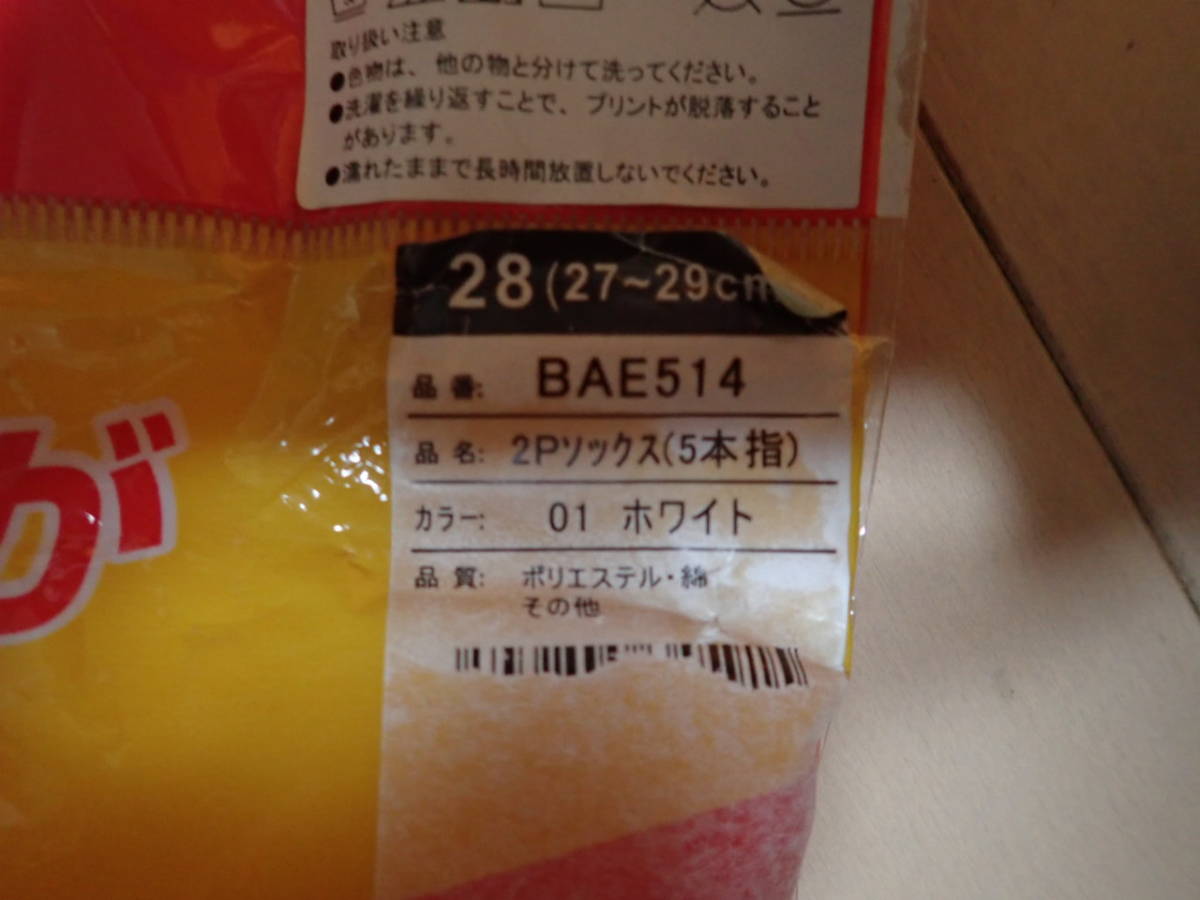 取り扱い注意
●色物は、他の物と分けて洗ってください。
●洗濯を繰り返すことで、プリントが脱落すること
があります。
●濡れたままで長時間放置しないでください。
28(27~29cm
品番: BAE514
品名: 2Pソックス(5本指)
カラー: 01 ホワイト
品質: ポリエステル・綿
その他
が